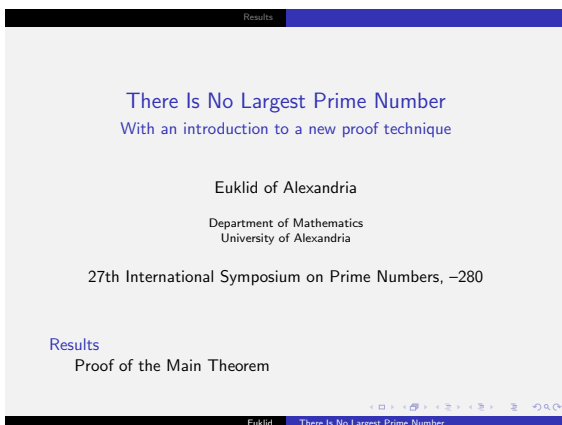 Results
There Is No Largest Prime Number
With an introduction to a new proof technique
Euklid of Alexandria
Department of Mathematics
University of Alexandria
27th International Symposium on Prime Numbers, –280
Results
Proof of the Main Theorem
Euklid There Is No Largest Prime Number